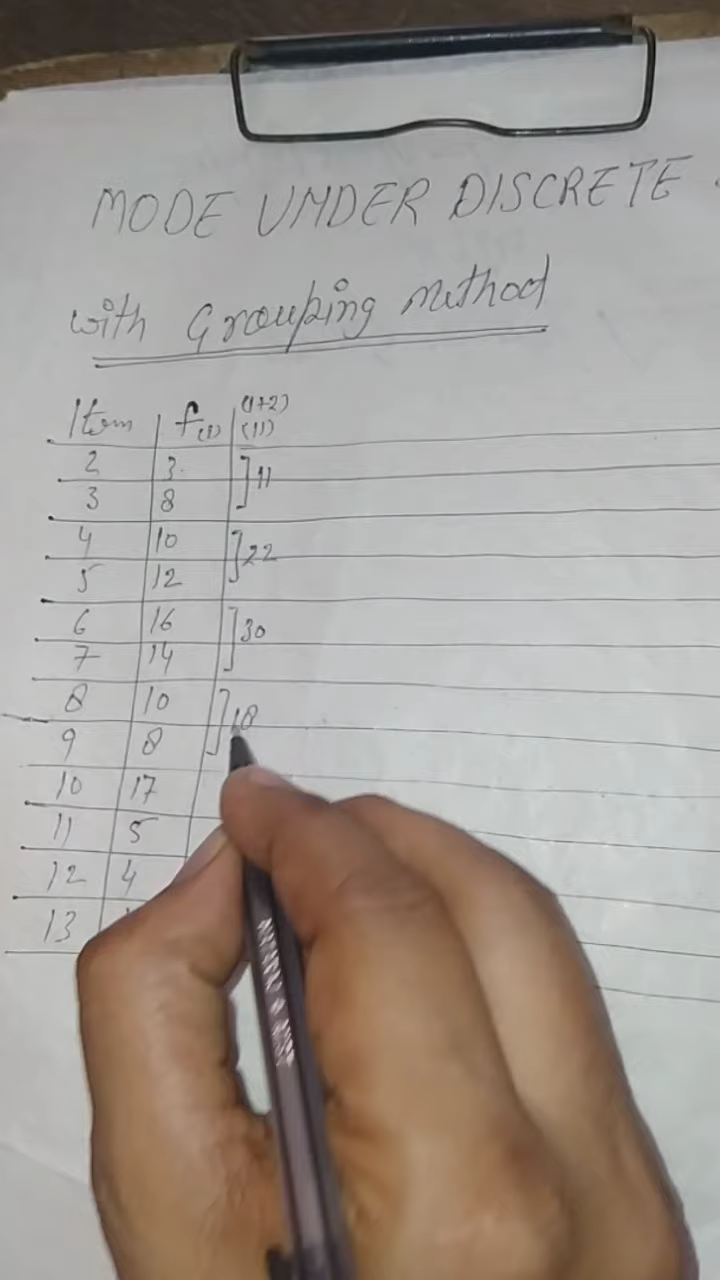 MODE UNDER DISCRETE
with Grouping Method
Item f(I) (1+2) (II)
2 3 11
3 8
4 10 22
5 12
6 16 30
7 14
8 10 18
9 8
10 17
11 5
12 4
13